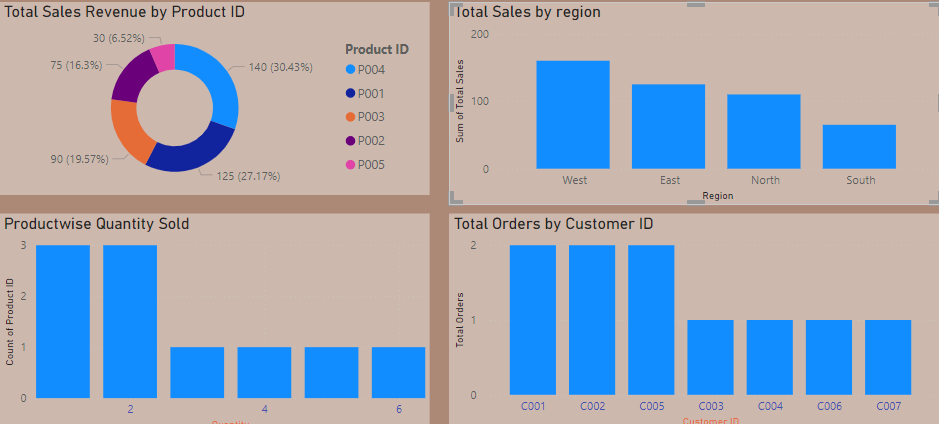 Total Sales Revenue by Product ID
30 (6.52%)
75 (16.3%)
140 (30.43%)
90 (19.57%)
125 (27.17%)
Product ID
P004
P001
P003
P002
P005
Total Sales by region
Sum of Total Sales
200
100
0
West East North South
Region
Productwise Quantity Sold
Count of Product ID
3
2
1
0
2 4 6
Quantity
Total Orders by Customer ID
Total Orders
2
1
0
C001 C002 C005 C003 C004 C006 C007
Customer ID